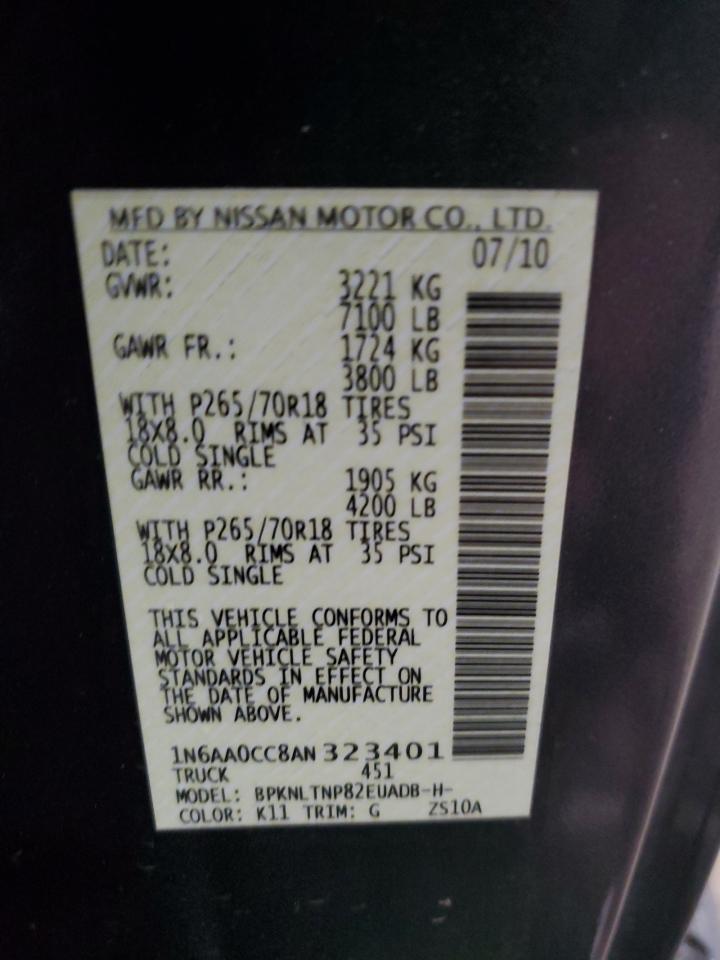 MFD BY NISSAN MOTOR CO., LTD.
DATE: 07/10
GVWR: 3221 KG
7100 LB
GAWR FR.: 1724 KG
3800 LB
WITH P265/70R18 TIRES
18X8.0 RIMS AT 35 PSI
COLD SINGLE
GAWR RR.: 1905 KG
4200 LB
WITH P265/70R18 TIRES
18X8.0 RIMS AT 35 PSI
COLD SINGLE
THIS VEHICLE CONFORMS TO
ALL APPLICABLE FEDERAL
MOTOR VEHICLE SAFETY
STANDARDS IN EFFECT ON
THE DATE OF MANUFACTURE
SHOWN ABOVE.
1N6AA0CC8AN 323401
TRUCK 451
MODEL: BPKNLTNP82EUADB-H-
COLOR: K11 TRIM: G ZS10A